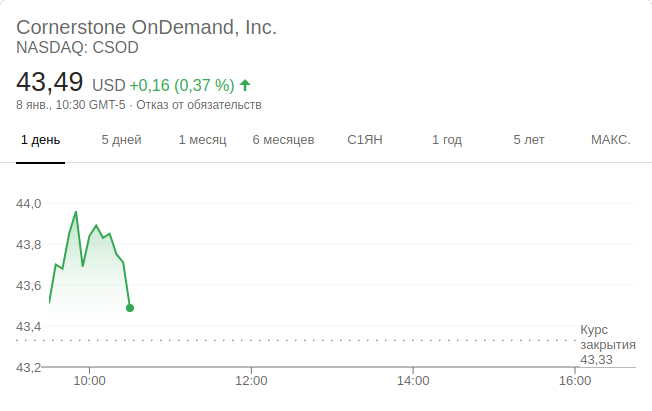 Cornerstone OnDemand, Inc.
NASDAQ: CSOD
43,49 USD +0,16 (0,37 %)
8 янв., 10:30 GMT-5 · Отказ от обязательств
1 день 5 дней 1 месяц 6 месяцев С1ЯН 1 год 5 лет МАКС.
44,0
43,8
43,6
43,4
Курс
закрытия
43,33
43,2
10:00 12:00 14:00 16:00